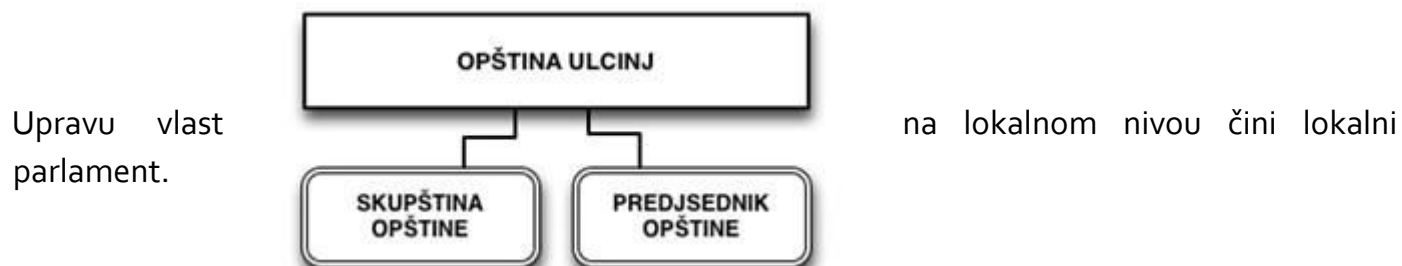 OPŠTINA ULCINJ
Upravu vlast na lokalnom nivou čini lokalni
parlament.
SKUPŠTINA
OPŠTINE
PREDJSEDNIK
OPŠTINE